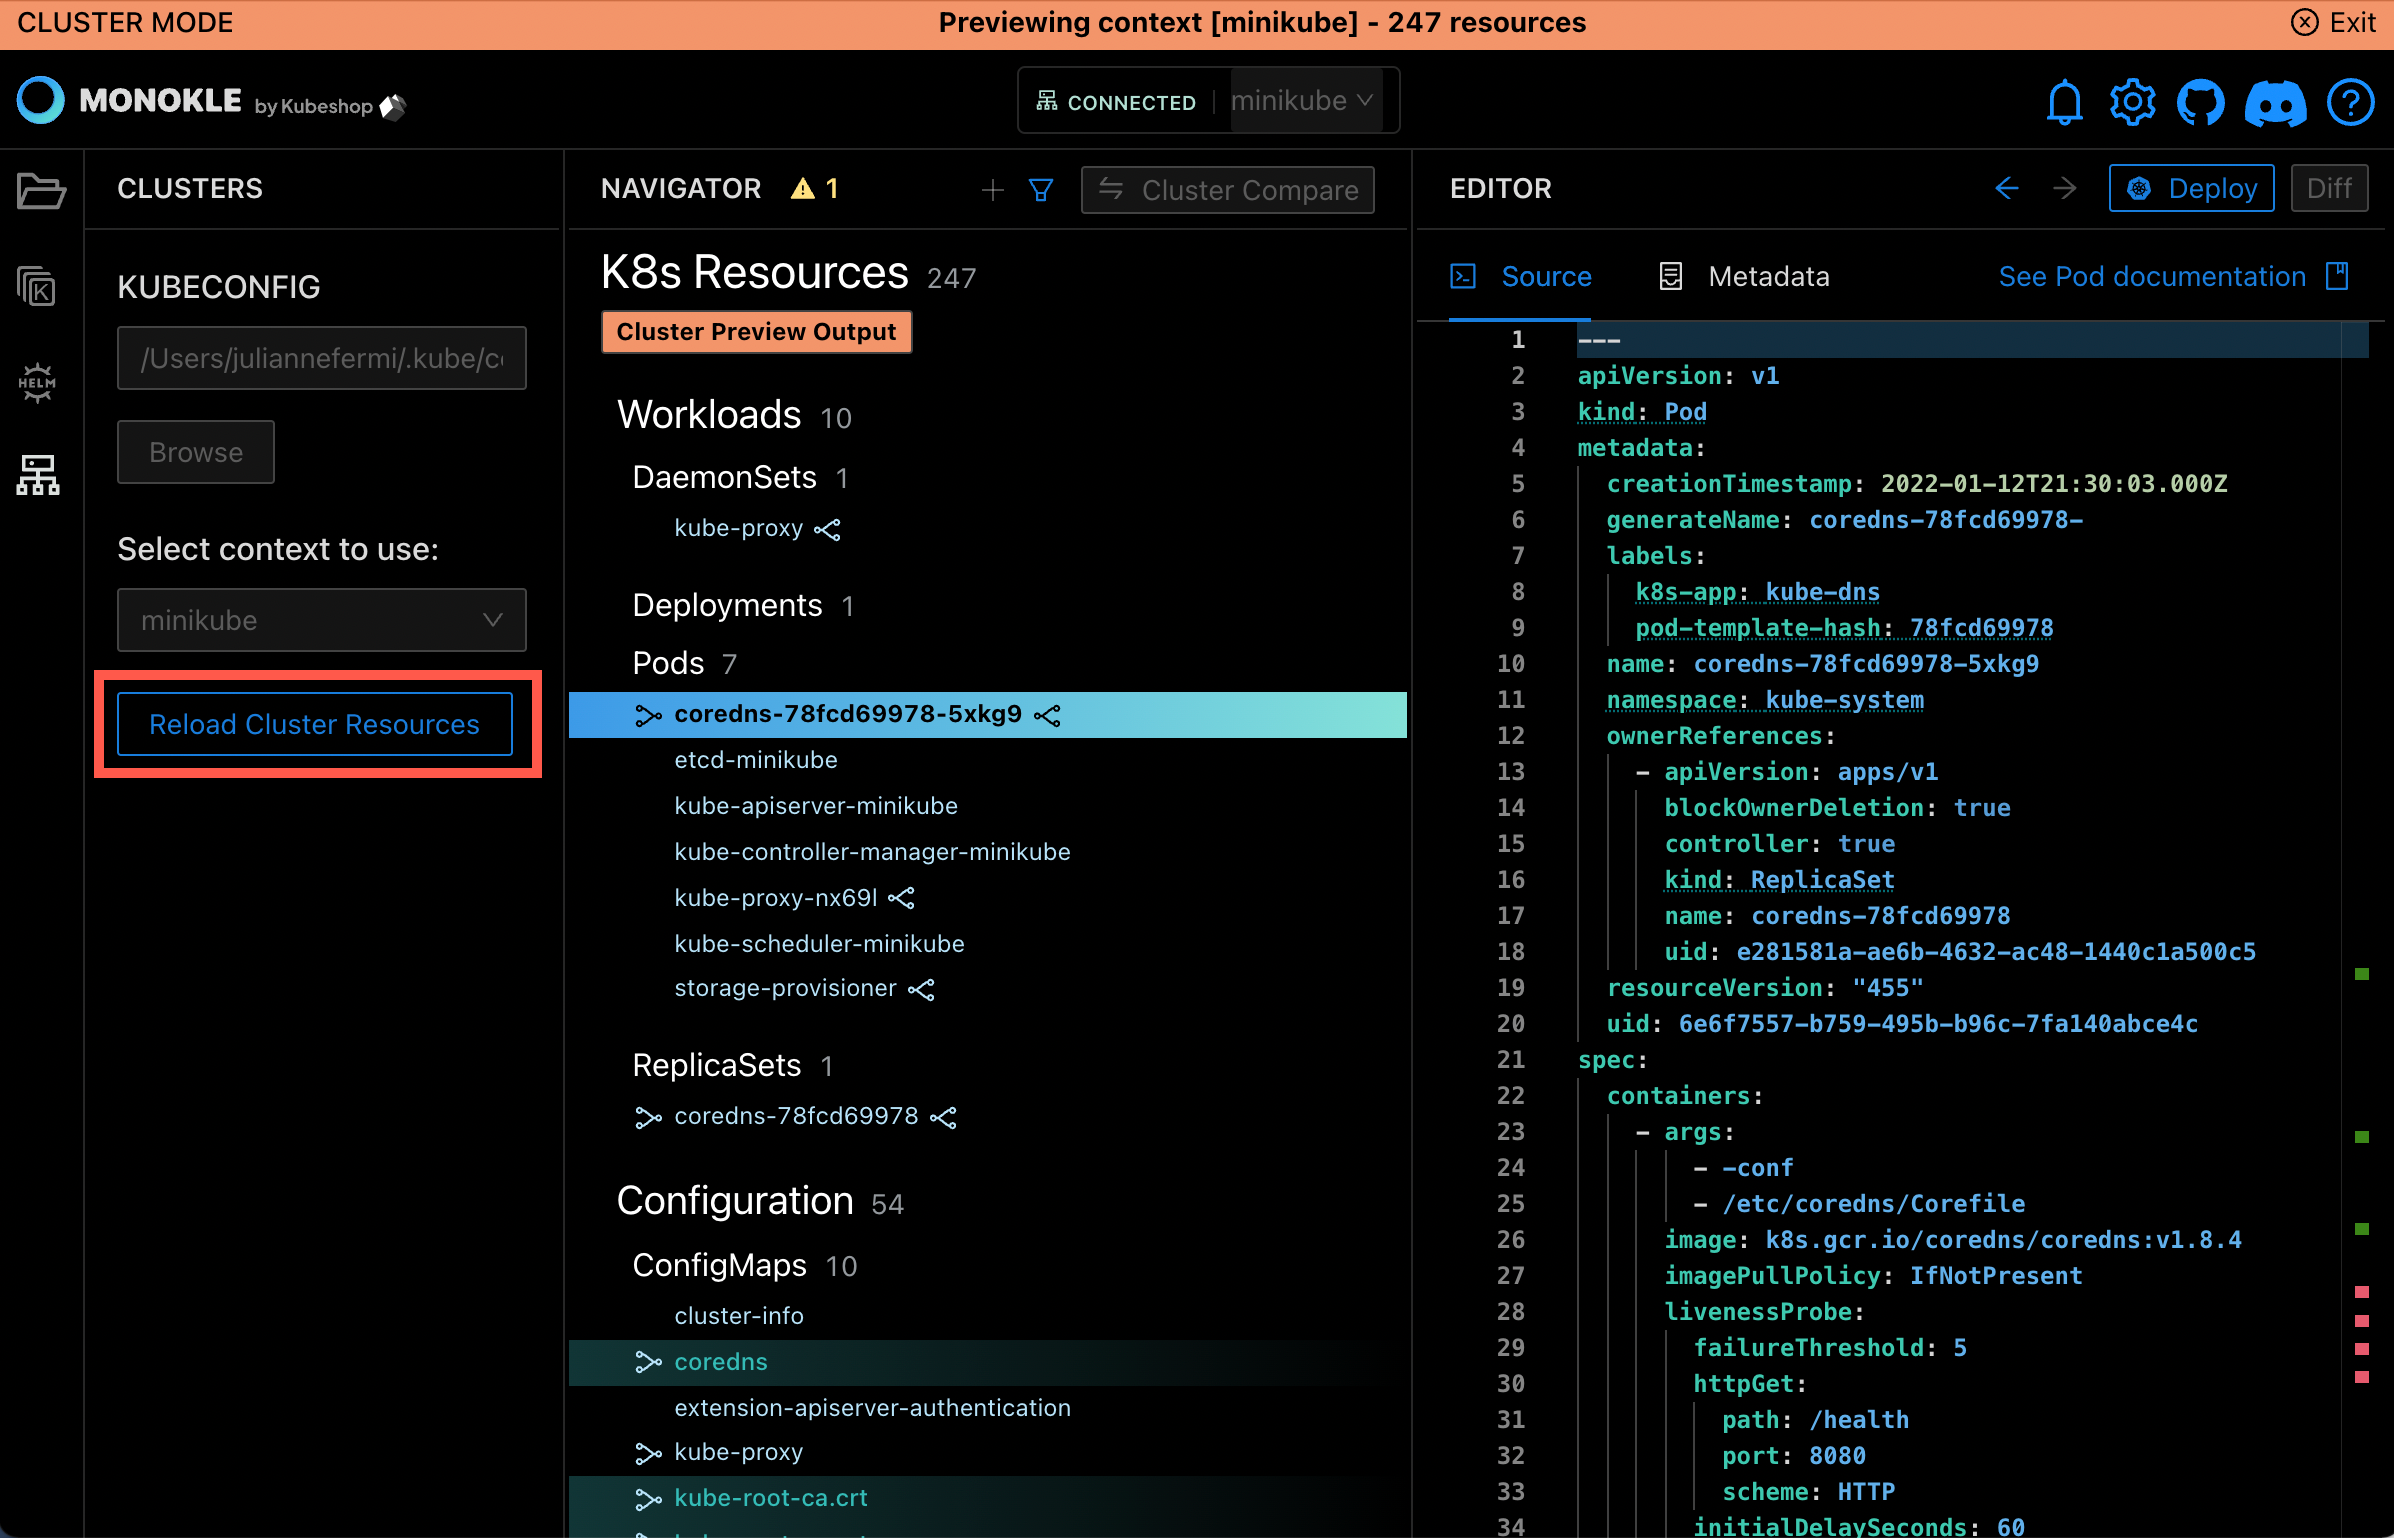 CLUSTER MODE
Previewing context [minikube] - 247 resources
Exit
MONOKLE by Kubeshop
CONNECTED
minikube
CLUSTERS
KUBECONFIG
/Users/juliannefermi/.kube/co
Browse
Select context to use:
minikube
Reload Cluster Resources
HELM
K
NAVIGATOR 1
Cluster Compare
K8s Resources 247
Cluster Preview Output
Workloads 10
DaemonSets 1
kube-proxy
Deployments 1
Pods 7
coredns-78fcd69978-5xkg9
etcd-minikube
kube-apiserver-minikube
kube-controller-manager-minikube
kube-proxy-nx69l
kube-scheduler-minikube
storage-provisioner
ReplicaSets 1
coredns-78fcd69978
Configuration 54
ConfigMaps 10
cluster-info
coredns
extension-apiserver-authentication
kube-proxy
kube-root-ca.crt
EDITOR
Deploy
Diff
Source
Metadata
See Pod documentation
1 ---
2 apiVersion: v1
3 kind: Pod
4 metadata:
5 creationTimestamp: 2022-01-12T21:30:03.000Z
6 generateName: coredns-78fcd69978-
7 labels:
8 k8s-app: kube-dns
9 pod-template-hash: 78fcd69978
10 name: coredns-78fcd69978-5xkg9
11 namespace: kube-system
12 ownerReferences:
13 - apiVersion: apps/v1
14 blockOwnerDeletion: true
15 controller: true
16 kind: ReplicaSet
17 name: coredns-78fcd69978
18 uid: e281581a-ae6b-4632-ac48-1440c1a500c5
19 resourceVersion: "455"
20 uid: 6e6f7557-b759-495b-b96c-7fa140abce4c
21 spec:
22 containers:
23 - args:
24 - -conf
25 - /etc/coredns/Corefile
26 image: k8s.gcr.io/coredns/coredns:v1.8.4
27 imagePullPolicy: IfNotPresent
28 livenessProbe:
29 failureThreshold: 5
30 httpGet:
31 path: /health
32 port: 8080
33 scheme: HTTP
34 initialDelaySeconds: 60